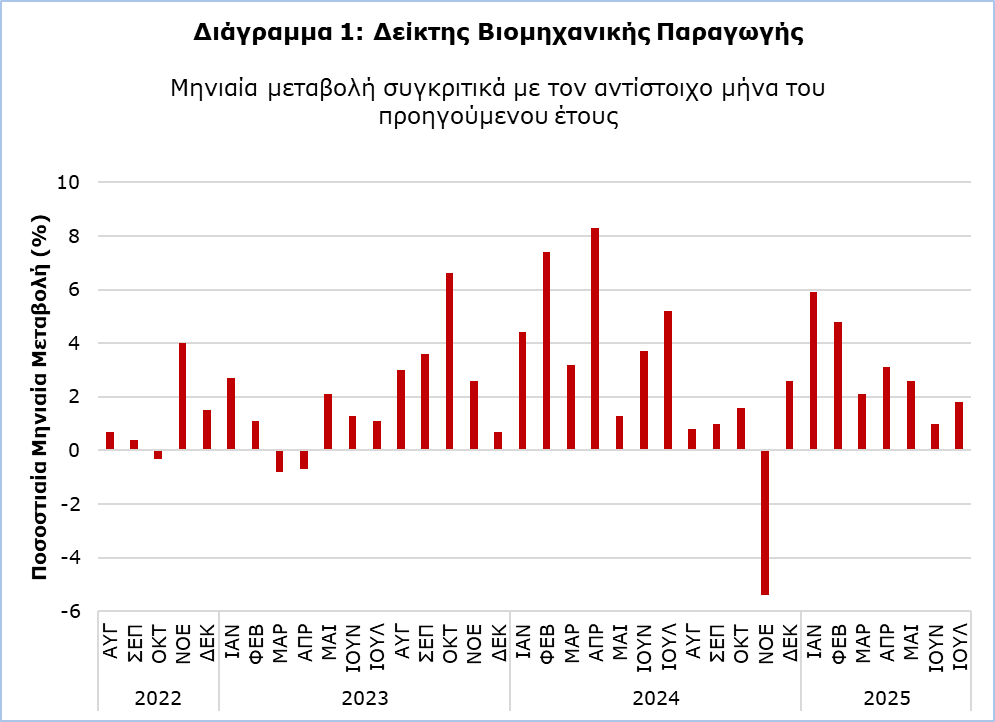 Διάγραμμα 1: Δείκτης Βιομηχανικής Παραγωγής
Μηνιαία μεταβολή συγκριτικά με τον αντίστοιχο μήνα του
προηγούμενου έτους
Ποσοστιαία Μηνιαία Μεταβολή (%)
10
8
6
4
2
0
-2
-4
-6
ΑΥΓ ΣΕΠ ΟΚΤ ΝΟΕ ΔΕΚ ΙΑΝ ΦΕΒ ΜΑΡ ΑΠΡ ΜΑΙ ΙΟΥΝ ΙΟΥΛ ΑΥΓ ΣΕΠ ΟΚΤ ΝΟΕ ΔΕΚ ΙΑΝ ΦΕΒ ΜΑΡ ΑΠΡ ΜΑΙ ΙΟΥΝ ΙΟΥΛ ΑΥΓ ΣΕΠ ΟΚΤ ΝΟΕ ΔΕΚ ΙΑΝ ΦΕΒ ΜΑΡ ΑΠΡ ΜΑΙ ΙΟΥΝ ΙΟΥΛ
2022 2023 2024 2025